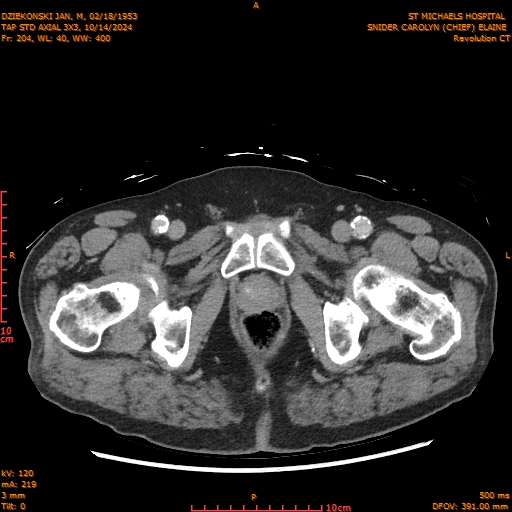 A
DZIEKONSKI JAN, M, 02/18/1953
TAP STD AXIAL 3X3, 10/14/2024
Fr: 204, WL: 40, WW: 400
ST MICHAELS HOSPITAL
SNIDER CAROLYN (CHIEF) ELAINE
Revolution CT
R
L
10
cm
kV: 120
mA: 219
3 mm
Tilt: 0
P
10cm
500 ms
DFOV: 391.00 mm